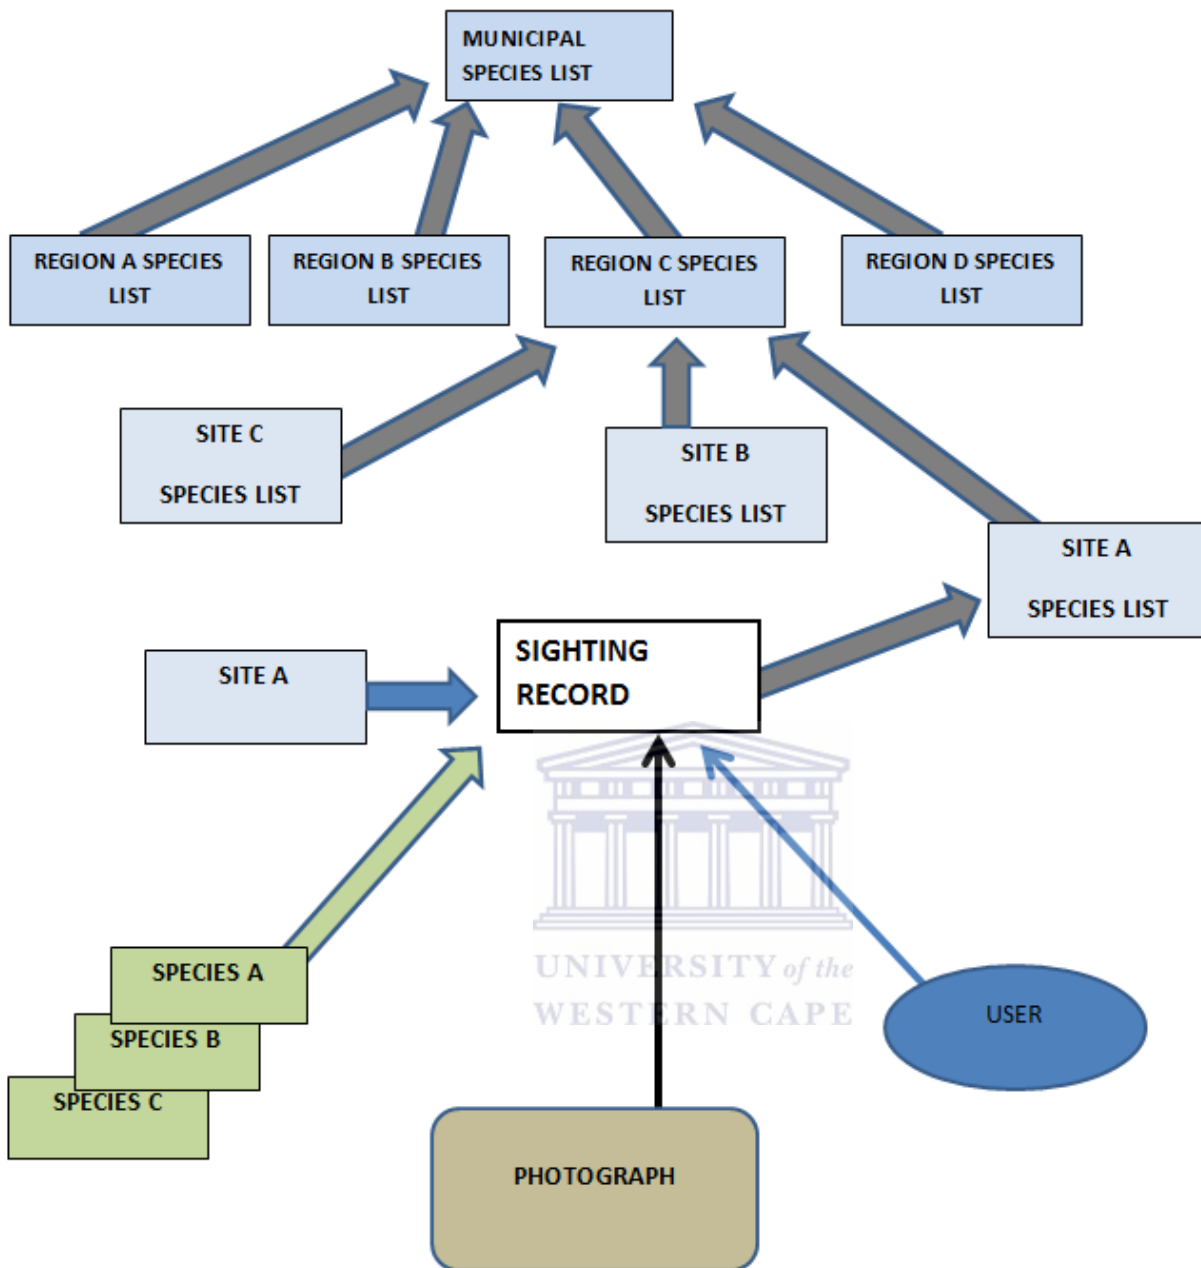 MUNICIPAL
SPECIES LIST
REGION A SPECIES
LIST
REGION B SPECIES
LIST
REGION C SPECIES
LIST
REGION D SPECIES
LIST
SITE C
SPECIES LIST
SITE B
SPECIES LIST
SITE A
SPECIES LIST
SIGHTING
RECORD
SITE A
SPECIES A
SPECIES B
SPECIES C
UNIVERSITY of the
WESTERN CAPE
USER
PHOTOGRAPH